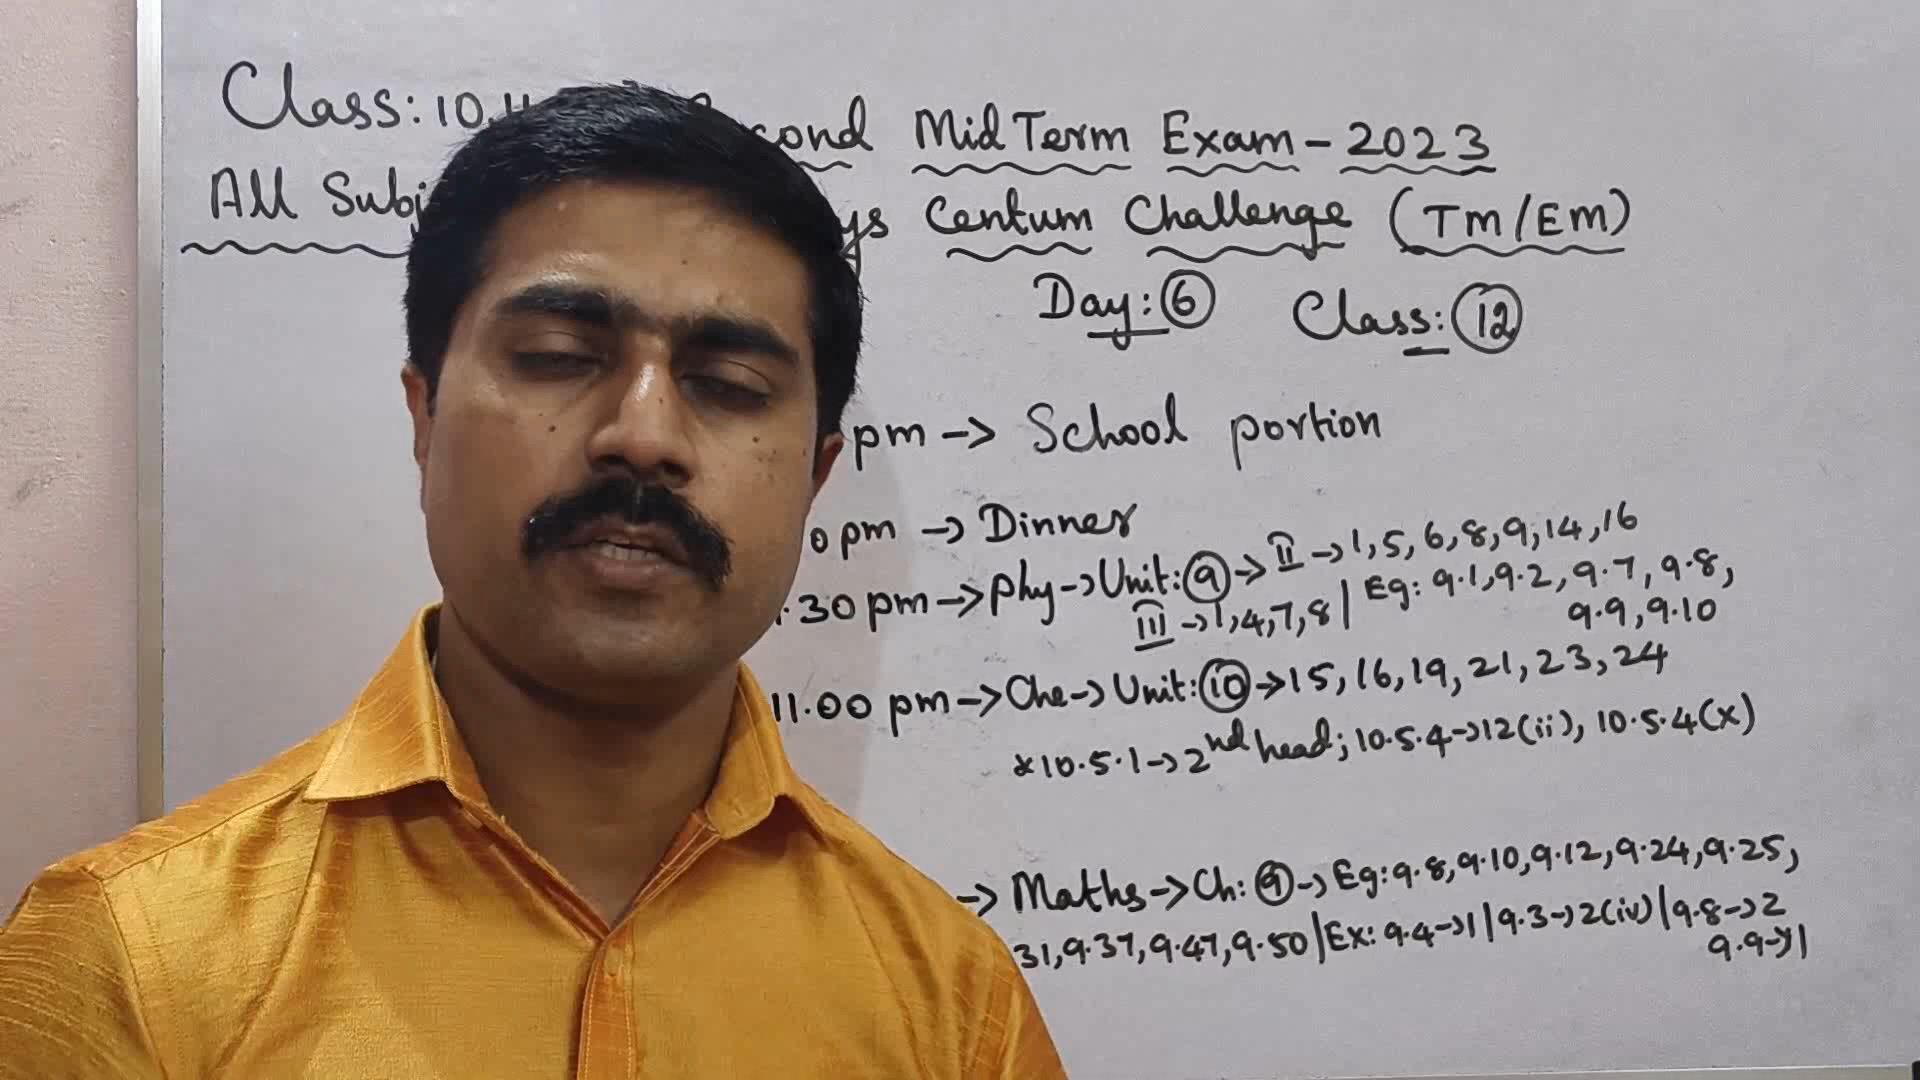 Class: 10, Mid Term Exam - 2023
All Centum Challenge (TM/EM)
Day: 6 Class: 12
pm -> School portion
0 pm -> Dinner
.30 pm -> Phy -> Unit: 9 -> II -> 1, 5, 6, 8, 9, 14, 16
III -> 1, 4, 7, 8 | Eg: 9.1, 9.2, 9.7, 9.8,
9.9, 9.10
11.00 pm -> Che -> Unit: 10 -> 15, 16, 19, 21, 23, 24
*10.5.1 -> 2nd head; 10.5.4 -> 12(ii), 10.5.4(x)
-> Maths -> Ch: 9 -> Eg: 9.8, 9.10, 9.12, 9.24, 9.25,
31, 9.37, 9.47, 9.50 | Ex: 9.4 -> 1 | 9.3 -> 2(iv) | 9.8 -> 2
9.9 -> 1